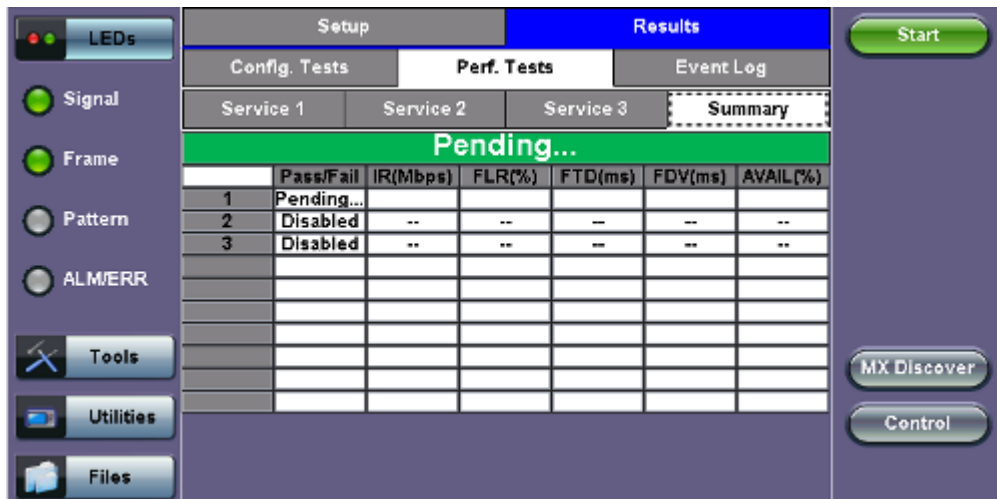 LEDs
Signal
Frame
Pattern
ALM/ERR
Tools
Utilities
Files
Setup Results
Config. Tests Perf. Tests Event Log
Service 1 Service 2 Service 3 Summary
Pending...
Pass/Fail IR(Mbps) FLR(%) FTD(ms) FDV(ms) AVAIL(%)
1 Pending...
2 Disabled -- -- -- -- --
3 Disabled -- -- -- -- --
Start
MX Discover
Control